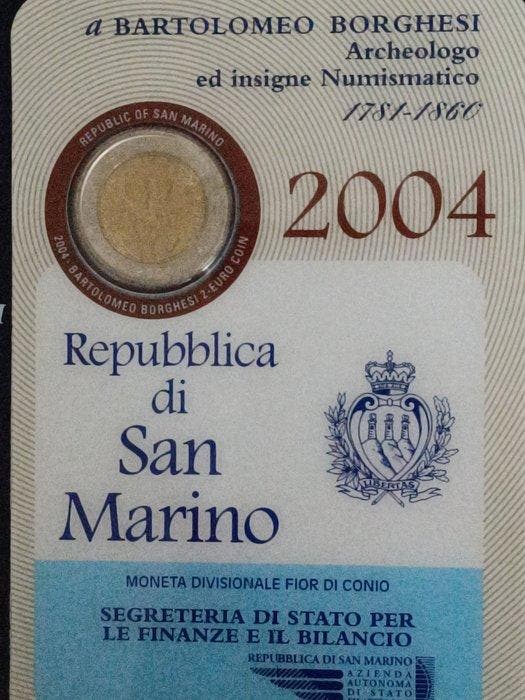 a BARTOLOMEO BORGHESI
Archeologo
ed insigne Numismatico
1781-1860
REPUBLIC OF SAN MARINO
2004 - BARTOLOMEO BORGHESI 2-EURO COIN
2004
Repubblica
di
San
Marino
LIBERTAS
MONETA DIVISIONALE FIOR DI CONIO
SEGRETERIA DI STATO PER
LE FINANZE E IL BILANCIO
REPUBBLICA DI SAN MARINO
AZIENDA
AUTONOMA
DI STATO